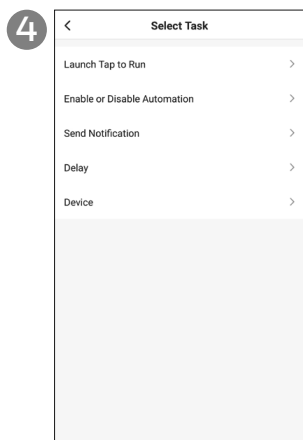 4
Select Task
Launch Tap to Run
Enable or Disable Automation
Send Notification
Delay
Device